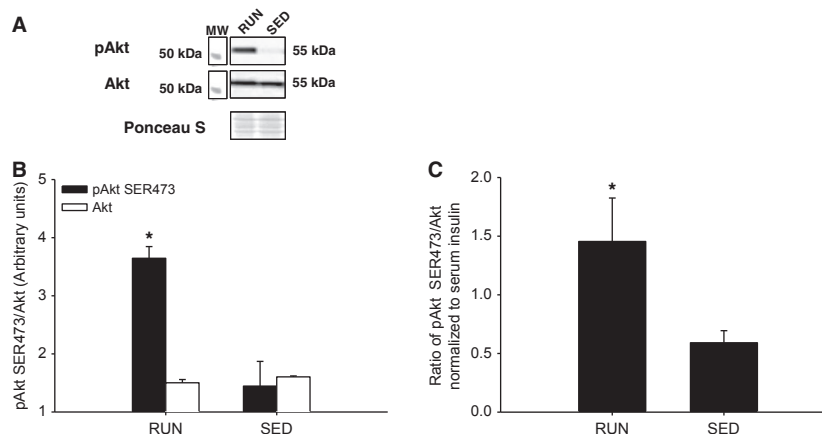 A
MW RUN SED
pAkt 50 kDa 55 kDa
Akt 50 kDa 55 kDa
Ponceau S
B
pAkt SER473/Akt (Arbitrary units)
5
4
3
2
1
pAkt SER473
Akt
*
RUN SED
C
Ratio of pAkt SER473/Akt
normalized to serum insulin
2.0
1.5
1.0
0.5
0.0
*
RUN SED